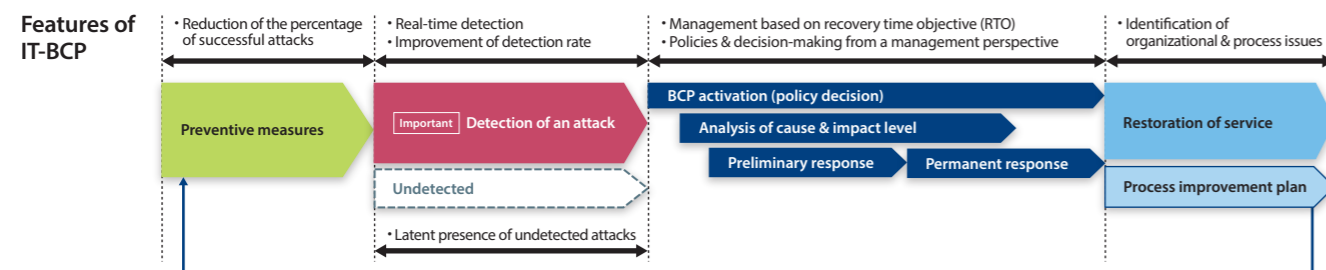 Features of
IT-BCP
・Reduction of the percentage
of successful attacks
・Real-time detection
・Improvement of detection rate
・Management based on recovery time objective (RTO)
・Policies & decision-making from a management perspective
・Identification of
organizational & process issues
Preventive measures
Important Detection of an attack
Undetected
・Latent presence of undetected attacks
BCP activation (policy decision)
Analysis of cause & impact level
Preliminary response
Permanent response
Restoration of service
Process improvement plan